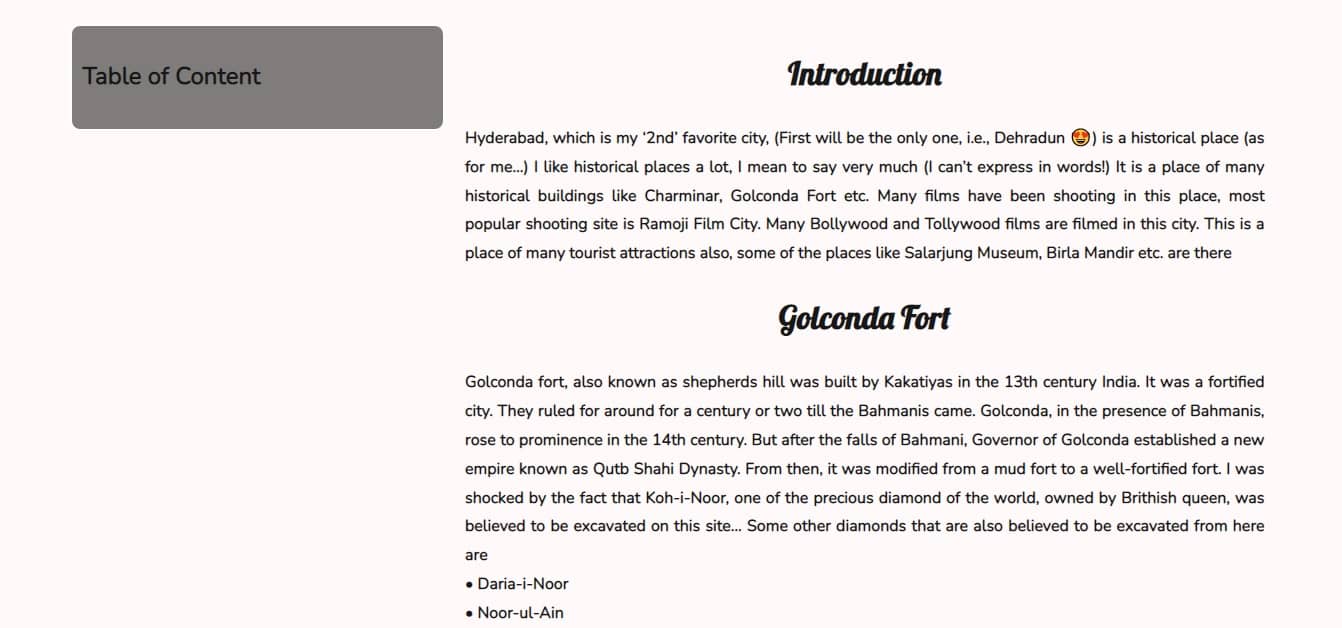 Table of Content
Introduction
Hyderabad, which is my ‘2nd’ favorite city, (First will be the only one, i.e., Dehradun 🤩) is a historical place (as
for me...) I like historical places a lot, I mean to say very much (I can't express in words!) It is a place of many
historical buildings like Charminar, Golconda Fort etc. Many films have been shooting in this place, most
popular shooting site is Ramoji Film City. Many Bollywood and Tollywood films are filmed in this city. This is a
place of many tourist attractions also, some of the places like Salarjung Museum, Birla Mandir etc. are there
Golconda Fort
Golconda fort, also known as shepherds hill was built by Kakatiyas in the 13th century India. It was a fortified
city. They ruled for around for a century or two till the Bahmanis came. Golconda, in the presence of Bahmanis,
rose to prominence in the 14th century. But after the falls of Bahmani, Governor of Golconda established a new
empire known as Qutb Shahi Dynasty. From then, it was modified from a mud fort to a well-fortified fort. I was
shocked by the fact that Koh-i-Noor, one of the precious diamond of the world, owned by Brithish queen, was
believed to be excavated on this site... Some other diamonds that are also believed to be excavated from here
are
• Daria-i-Noor
• Noor-ul-Ain